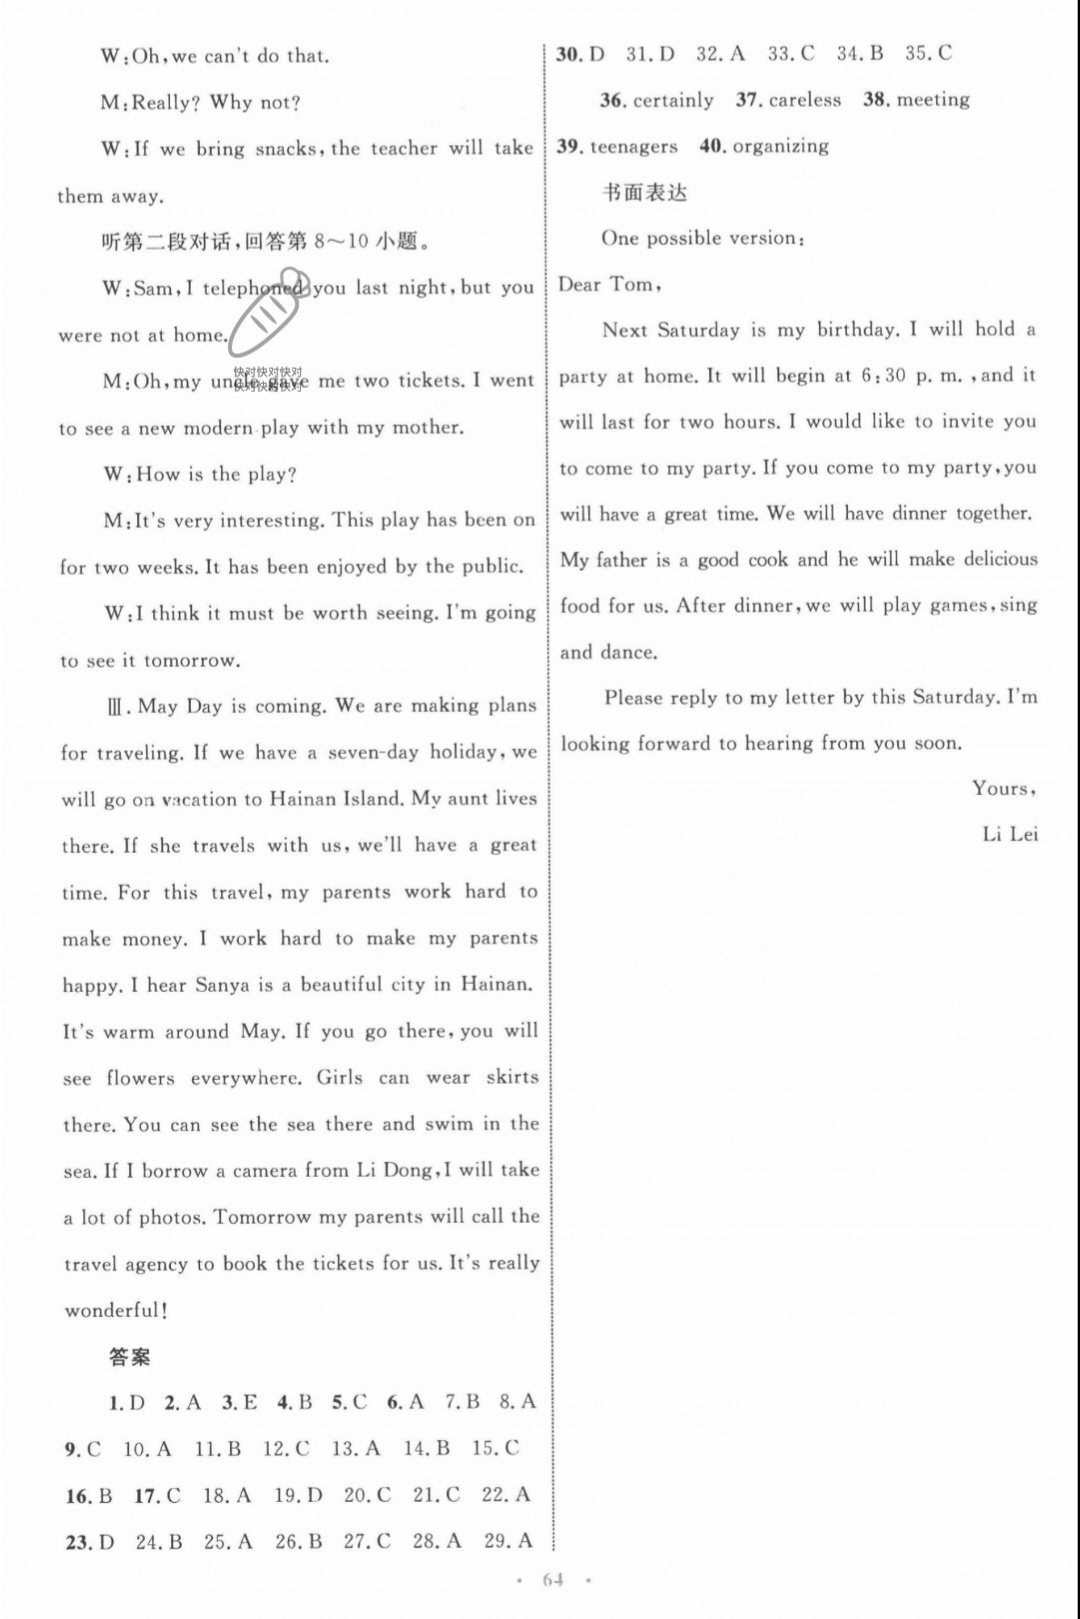 W:Oh,we can't do that.
M:Really? Why not?
W:If we bring snacks,the teacher will take
them away.
听第二段对话,回答第 8～10 小题。
W:Sam,I telephoned you last night,but you
were not at home.
快对快对快对
快对快对快对
M:Oh,my uncle gave me two tickets. I went
to see a new modern play with my mother.
W:How is the play?
M:It's very interesting. This play has been on
for two weeks. It has been enjoyed by the public.
W:I think it must be worth seeing. I'm going
to see it tomorrow.
Ⅲ. May Day is coming. We are making plans
for traveling. If we have a seven-day holiday,we
will go on vacation to Hainan Island. My aunt lives
there. If she travels with us,we'll have a great
time. For this travel, my parents work hard to
make money. I work hard to make my parents
happy. I hear Sanya is a beautiful city in Hainan.
It's warm around May. If you go there,you will
see flowers everywhere. Girls can wear skirts
there. You can see the sea there and swim in the
sea. If I borrow a camera from Li Dong,I will take
a lot of photos. Tomorrow my parents will call the
travel agency to book the tickets for us. It's really
wonderful!
答案
1. D 2. A 3. E 4. B 5. C 6. A 7. B 8. A
9. C 10. A 11. B 12. C 13. A 14. B 15. C
16. B 17. C 18. A 19. D 20. C 21. C 22. A
23. D 24. B 25. A 26. B 27. C 28. A 29. A
30. D 31. D 32. A 33. C 34. B 35. C
36. certainly 37. careless 38. meeting
39. teenagers 40. organizing
书面表达
One possible version:
Dear Tom,
Next Saturday is my birthday. I will hold a
party at home. It will begin at 6:30 p. m. ,and it
will last for two hours. I would like to invite you
to come to my party. If you come to my party,you
will have a great time. We will have dinner together.
My father is a good cook and he will make delicious
food for us. After dinner,we will play games,sing
and dance.
Please reply to my letter by this Saturday. I'm
looking forward to hearing from you soon.
Yours,
Li Lei
· 64 ·